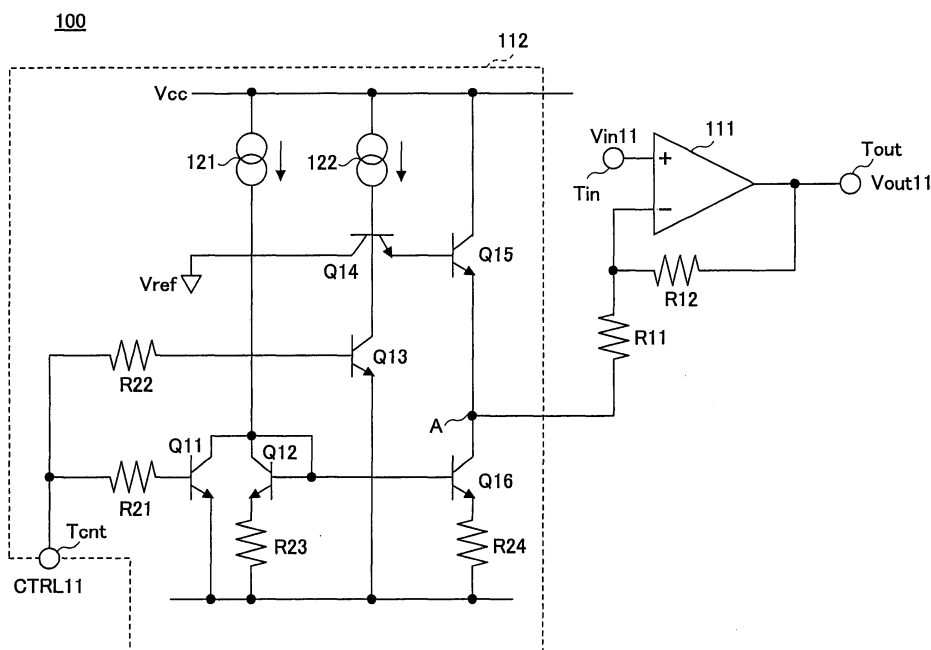 100
112
Vcc
121
122
Vin11
111
Tout
Tin
Vout11
+
−
Q14
Q15
Vref
R12
R11
Q13
R22
A
Q11
Q12
Q16
R21
R23
R24
Tcnt
CTRL11